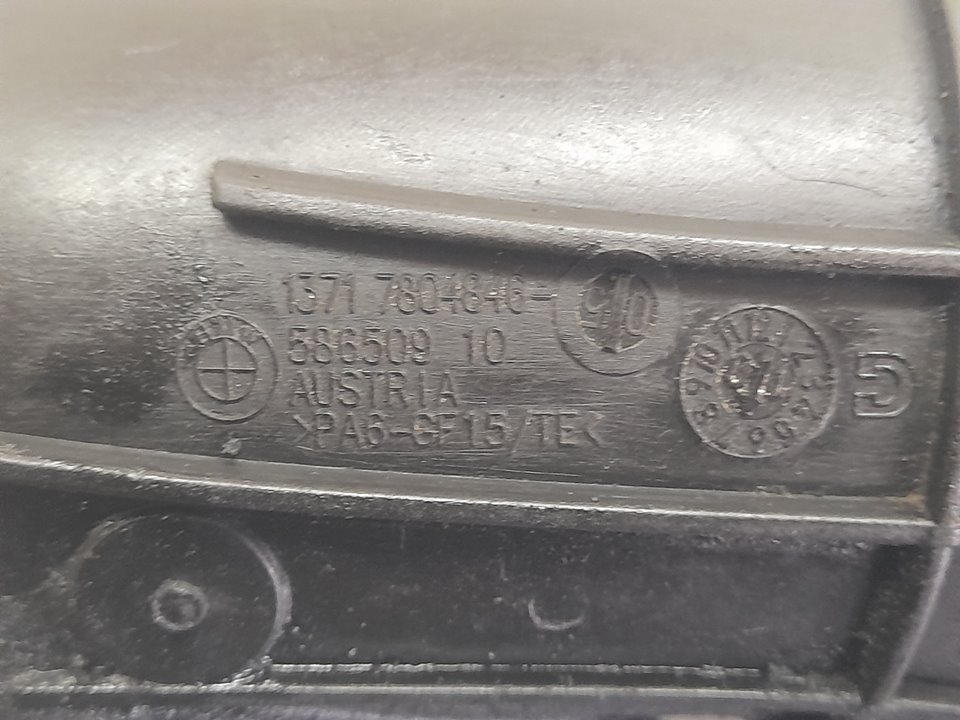 1371 7804846-
586509 10
AUSTRIA
>PA6-GF15/TE<